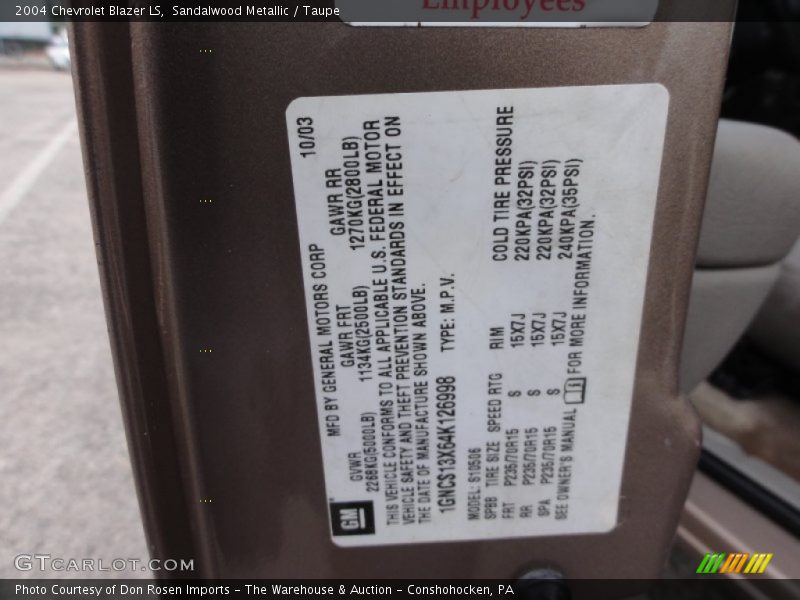 2004 Chevrolet Blazer LS, Sandalwood Metallic / Taupe
Employees
MFD BY GENERAL MOTORS CORP 10/03
GVWR GAWR FRT GAWR RR
2268KG(5000LB) 1134KG(2500LB) 1270KG(2800LB)
THIS VEHICLE CONFORMS TO ALL APPLICABLE U.S. FEDERAL MOTOR
VEHICLE SAFETY AND THEFT PREVENTION STANDARDS IN EFFECT ON
THE DATE OF MANUFACTURE SHOWN ABOVE.
1GNCS13X64K126998 TYPE: M.P.V.
MODEL: S10506
SPBB TIRE SIZE SPEED RTG RIM COLD TIRE PRESSURE
FRT P235/70R15 S 15X7J 220KPA(32PSI)
RR P235/70R15 S 15X7J 220KPA(32PSI)
SPA P235/70R15 S 15X7J 240KPA(35PSI)
SEE OWNER'S MANUAL FOR MORE INFORMATION.
GM
GTCARLOT.COM
Photo Courtesy of Don Rosen Imports - The Warehouse & Auction - Conshohocken, PA